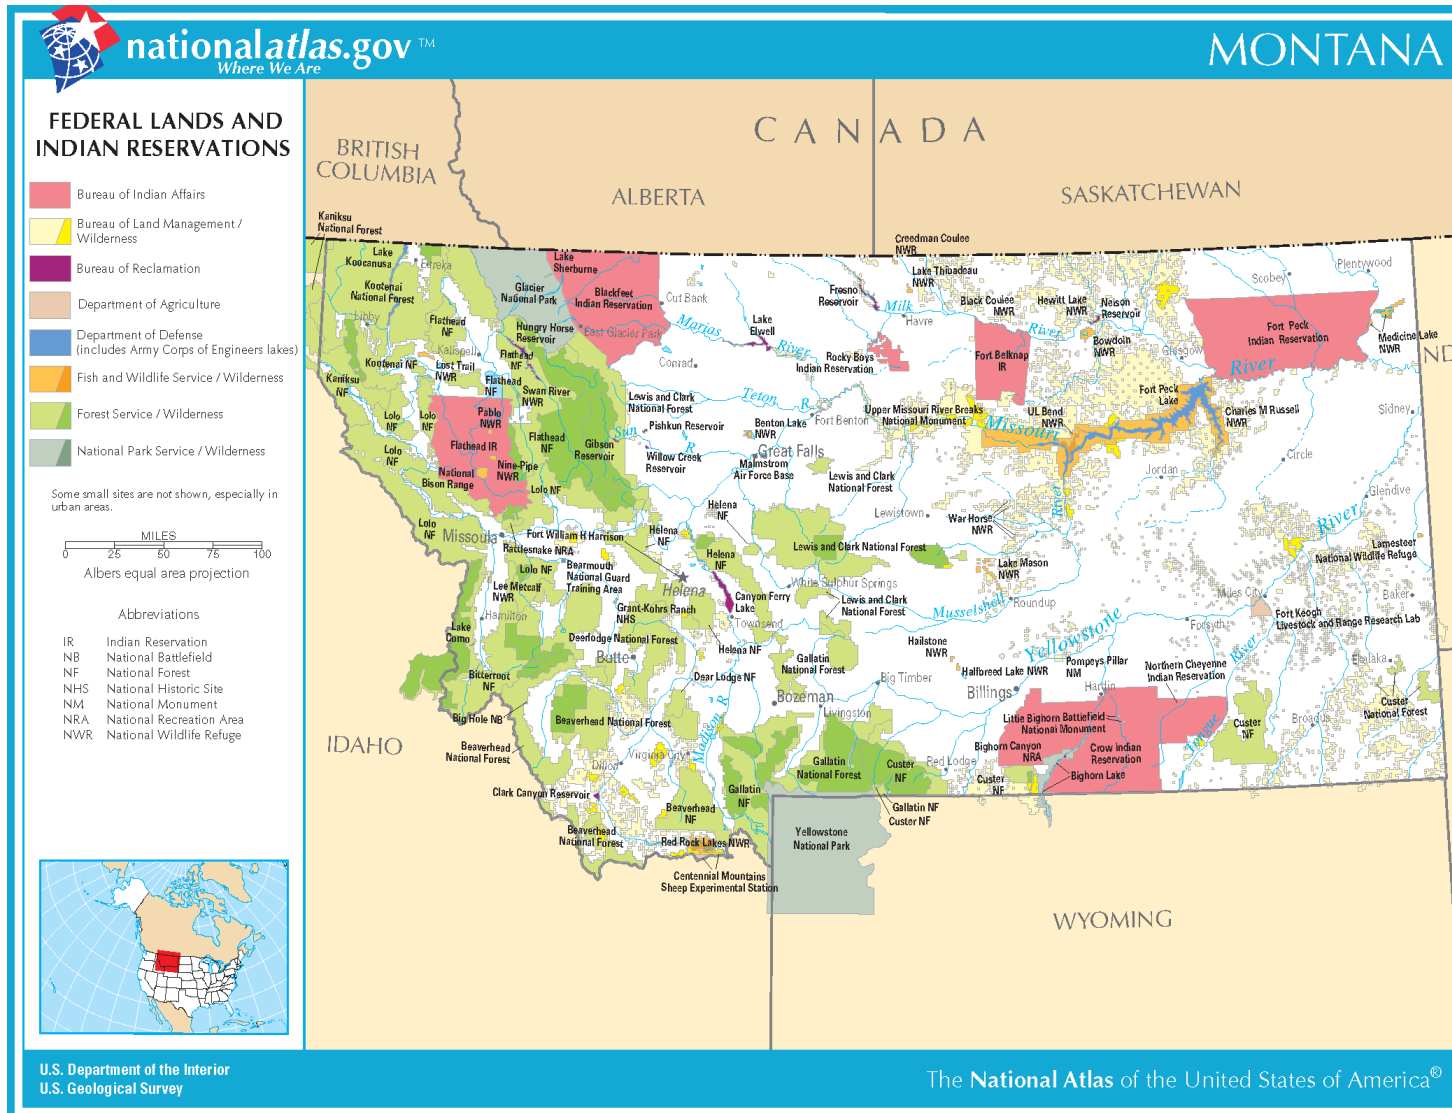 nationalatlas.gov TM
Where We Are
MONTANA
FEDERAL LANDS AND
INDIAN RESERVATIONS
Bureau of Indian Affairs
Bureau of Land Management /
Wilderness
Bureau of Reclamation
Department of Agriculture
Department of Defense
(includes Army Corps of Engineers lakes)
Fish and Wildlife Service / Wilderness
Forest Service / Wilderness
National Park Service / Wilderness
Some small sites are not shown, especially in
urban areas.
MILES
0 25 50 75 100
Albers equal area projection
Abbreviations
IR Indian Reservation
NB National Battlefield
NF National Forest
NHS National Historic Site
NM National Monument
NRA National Recreation Area
NWR National Wildlife Refuge
CANADA
BRITISH
COLUMBIA
ALBERTA
SASKATCHEWAN
Kaniksu
National Forest
Lake
Koocanusa
Eureka
Kootenai
National Forest
Libby
Flathead
NF
Kalispell
Kootenai NF
Lost Trail
NWR
Kaniksu
NF
Glacier
National Park
Lake
Sherburne
Blackfeet
Indian Reservation
Hungry Horse
Reservoir
East Glacier Park
Cut Bank
Flathead
NF
Flathead
NF
Swan River
NWR
Lolo
NF
Lolo
NF
Pablo
NWR
Flathead IR
Lolo
NF
National
Bison Range
Nine-Pipe
NWR
Flathead
NF
Gibson
Reservoir
Lolo NF
Marias
River
Lake
Elwell
Conrad
Fresno
Reservoir
Milk
River
Havre
Creedman Coulee
NWR
Lake Thibadeau
NWR
Black Coulee
NWR
Hewitt Lake
NWR
Nelson
Reservoir
Bowdoin
NWR
Rocky Boys
Indian Reservation
Fort Belknap
IR
Glasgow
Scobey
Plentywood
Fort Peck
Indian Reservation
Medicine Lake
NWR
ND
River
Fort Peck
Lake
Charles M Russell
NWR
Sidney
Lewis and Clark
National Forest
Teton R
Sun R
Pishkun Reservoir
Willow Creek
Reservoir
Benton Lake
NWR
Fort Benton
Great Falls
Malmstrom
Air Force Base
Upper Missouri River Breaks
National Monument
Missouri
River
UL Bend
NWR
Jordan
Circle
Glendive
Lewis and Clark
National Forest
Lewistown
War Horse
NWR
Lolo
NF
Missoula
Fort William H Harrison
Rattlesnake NRA
Helena
NF
Helena
NF
Helena
NF
Lewis and Clark National Forest
Lake Mason
NWR
River
Lamesteer
National Wildlife Refuge
Lolo NF
Bearmouth
National Guard
Training Area
Lee Metcalf
NWR
Helena
Canyon Ferry
Lake
White Sulphur Springs
Lewis and Clark
National Forest
Musselshell
Roundup
Miles City
Baker
Fort Keogh
Livestock and Range Research Lab
Forsyth
Hamilton
Grant-Kohrs Ranch
NHS
Townsend
Lake
Como
Deerlodge National Forest
Helena NF
Hailstone
NWR
Yellowstone
River
Butte
Bitterroot
NF
Dear Lodge NF
Gallatin
National Forest
Big Timber
Halfbreed Lake NWR
Pompeys Pillar
NM
Northern Cheyenne
Indian Reservation
Ekalaka
Custer
National Forest
Bozeman
Livingston
Billings
Hardin
Big Hole NB
Beaverhead National Forest
Madison R
Little Bighorn Battlefield
National Monument
Tongue
Custer
NF
Broadus
IDAHO
Beaverhead
National Forest
Dillon
Virginia City
Gallatin
National Forest
Custer
NF
Red Lodge
Bighorn Canyon
NRA
Crow Indian
Reservation
Bighorn Lake
Custer
NF
Clark Canyon Reservoir
Gallatin
NF
Beaverhead
NF
Gallatin NF
Custer NF
Beaverhead
National Forest
Red Rock Lakes NWR
Yellowstone
National Park
Centennial Mountains
Sheep Experimental Station
WYOMING
U.S. Department of the Interior
U.S. Geological Survey
The National Atlas of the United States of America®